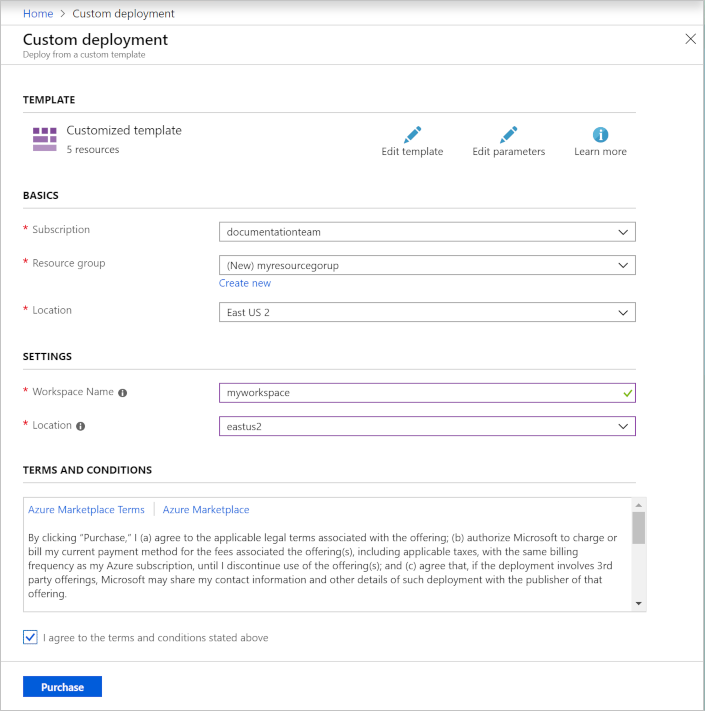 Home > Custom deployment
Custom deployment
Deploy from a custom template
TEMPLATE
Customized template
5 resources
Edit template
Edit parameters
Learn more
BASICS
* Subscription
documentationteam
* Resource group
(New) myresourcegorup
Create new
* Location
East US 2
SETTINGS
* Workspace Name
myworkspace
* Location
eastus2
TERMS AND CONDITIONS
Azure Marketplace Terms | Azure Marketplace
By clicking “Purchase,” I (a) agree to the applicable legal terms associated with the offering; (b) authorize Microsoft to charge or
bill my current payment method for the fees associated the offering(s), including applicable taxes, with the same billing
frequency as my Azure subscription, until I discontinue use of the offering(s); and (c) agree that, if the deployment involves 3rd
party offerings, Microsoft may share my contact information and other details of such deployment with the publisher of that
offering.
I agree to the terms and conditions stated above
Purchase